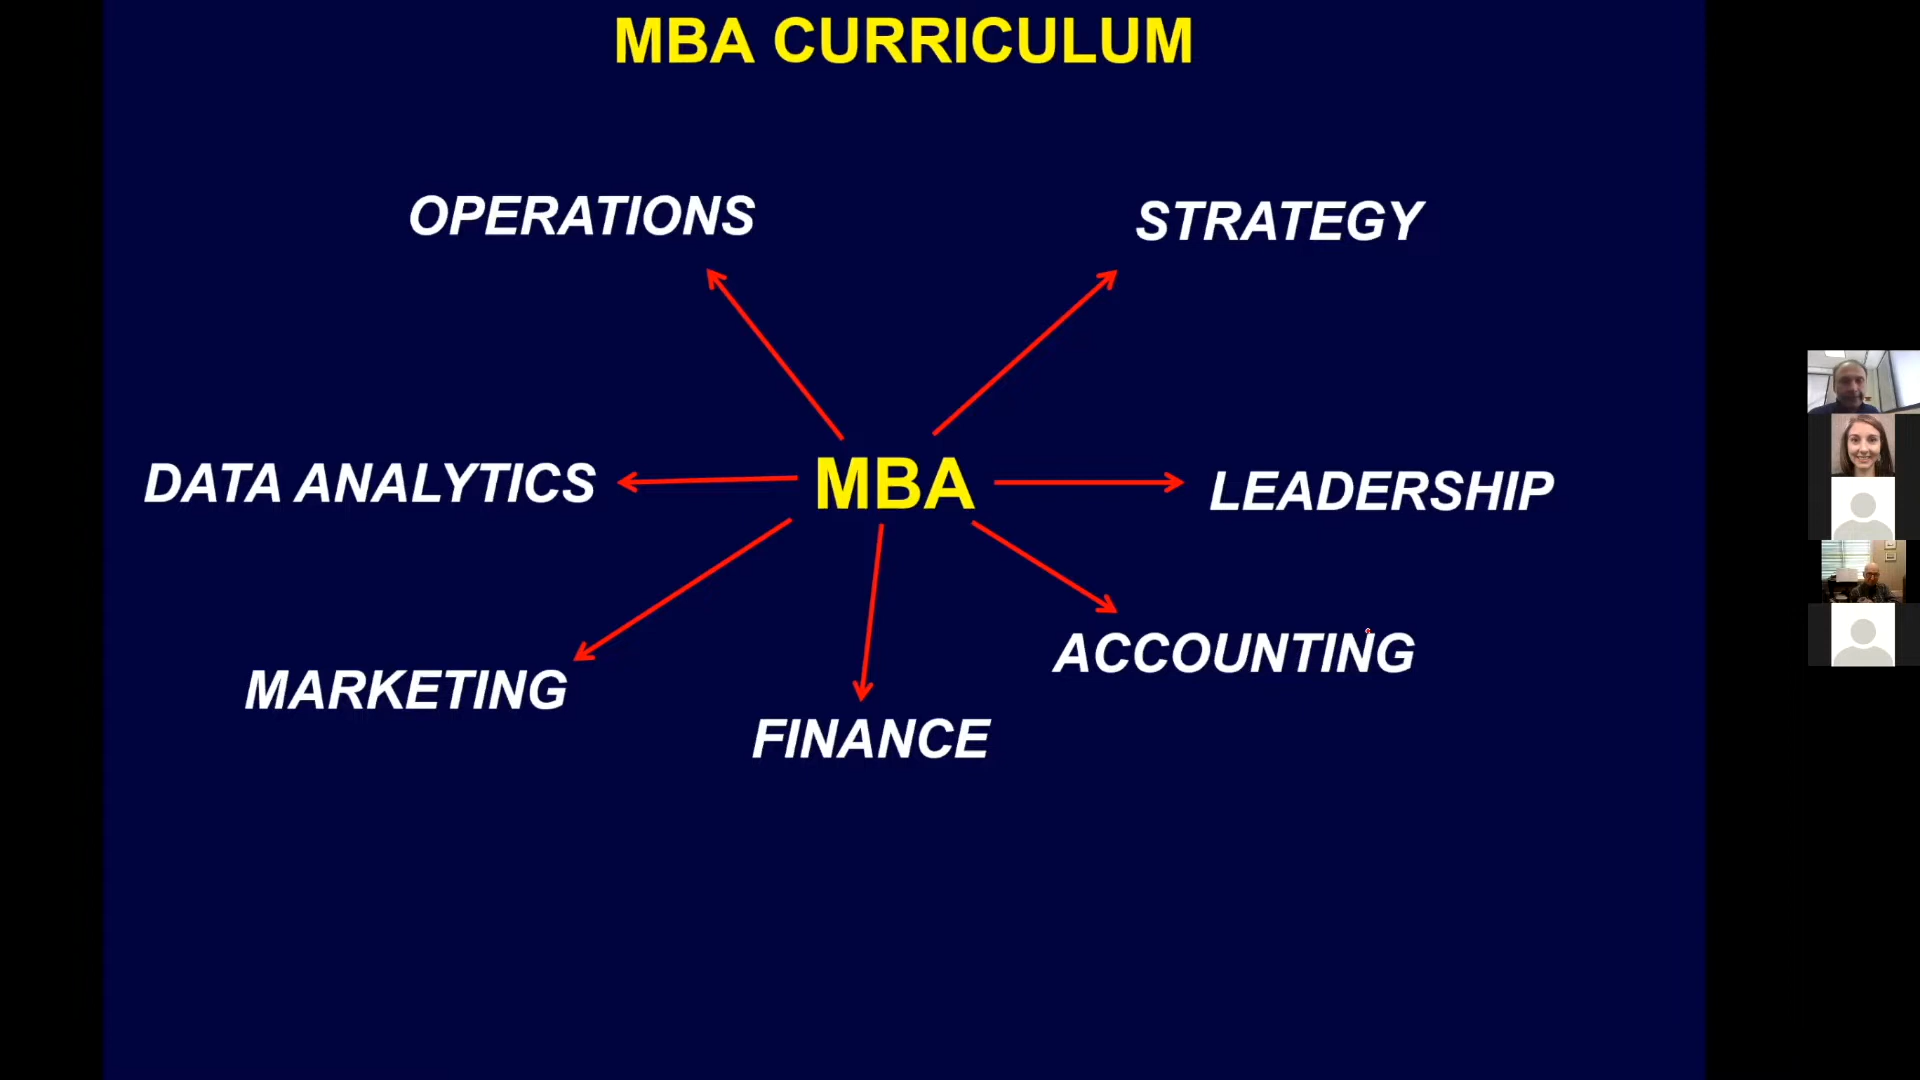 MBA CURRICULUM
OPERATIONS
STRATEGY
DATA ANALYTICS
MBA
LEADERSHIP
MARKETING
ACCOUNTING
FINANCE